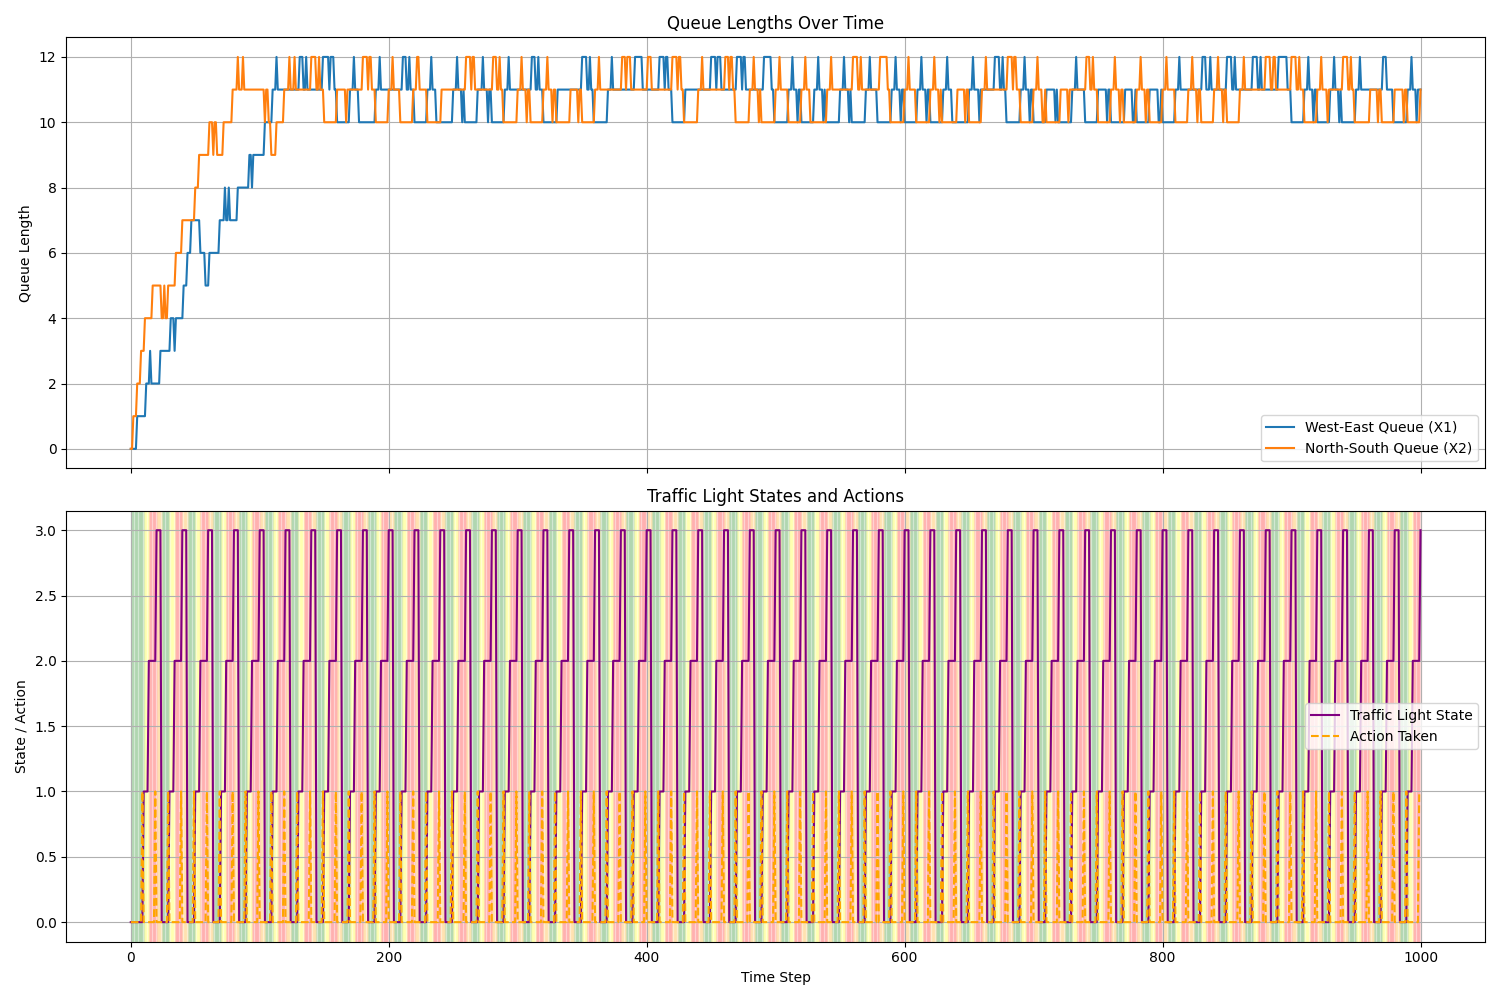 Queue Lengths Over Time
Queue Length
12
10
8
6
4
2
0
West-East Queue (X1)
North-South Queue (X2)
Traffic Light States and Actions
State / Action
3.0
2.5
2.0
1.5
1.0
0.5
0.0
Traffic Light State
Action Taken
0
200
400
600
800
1000
Time Step